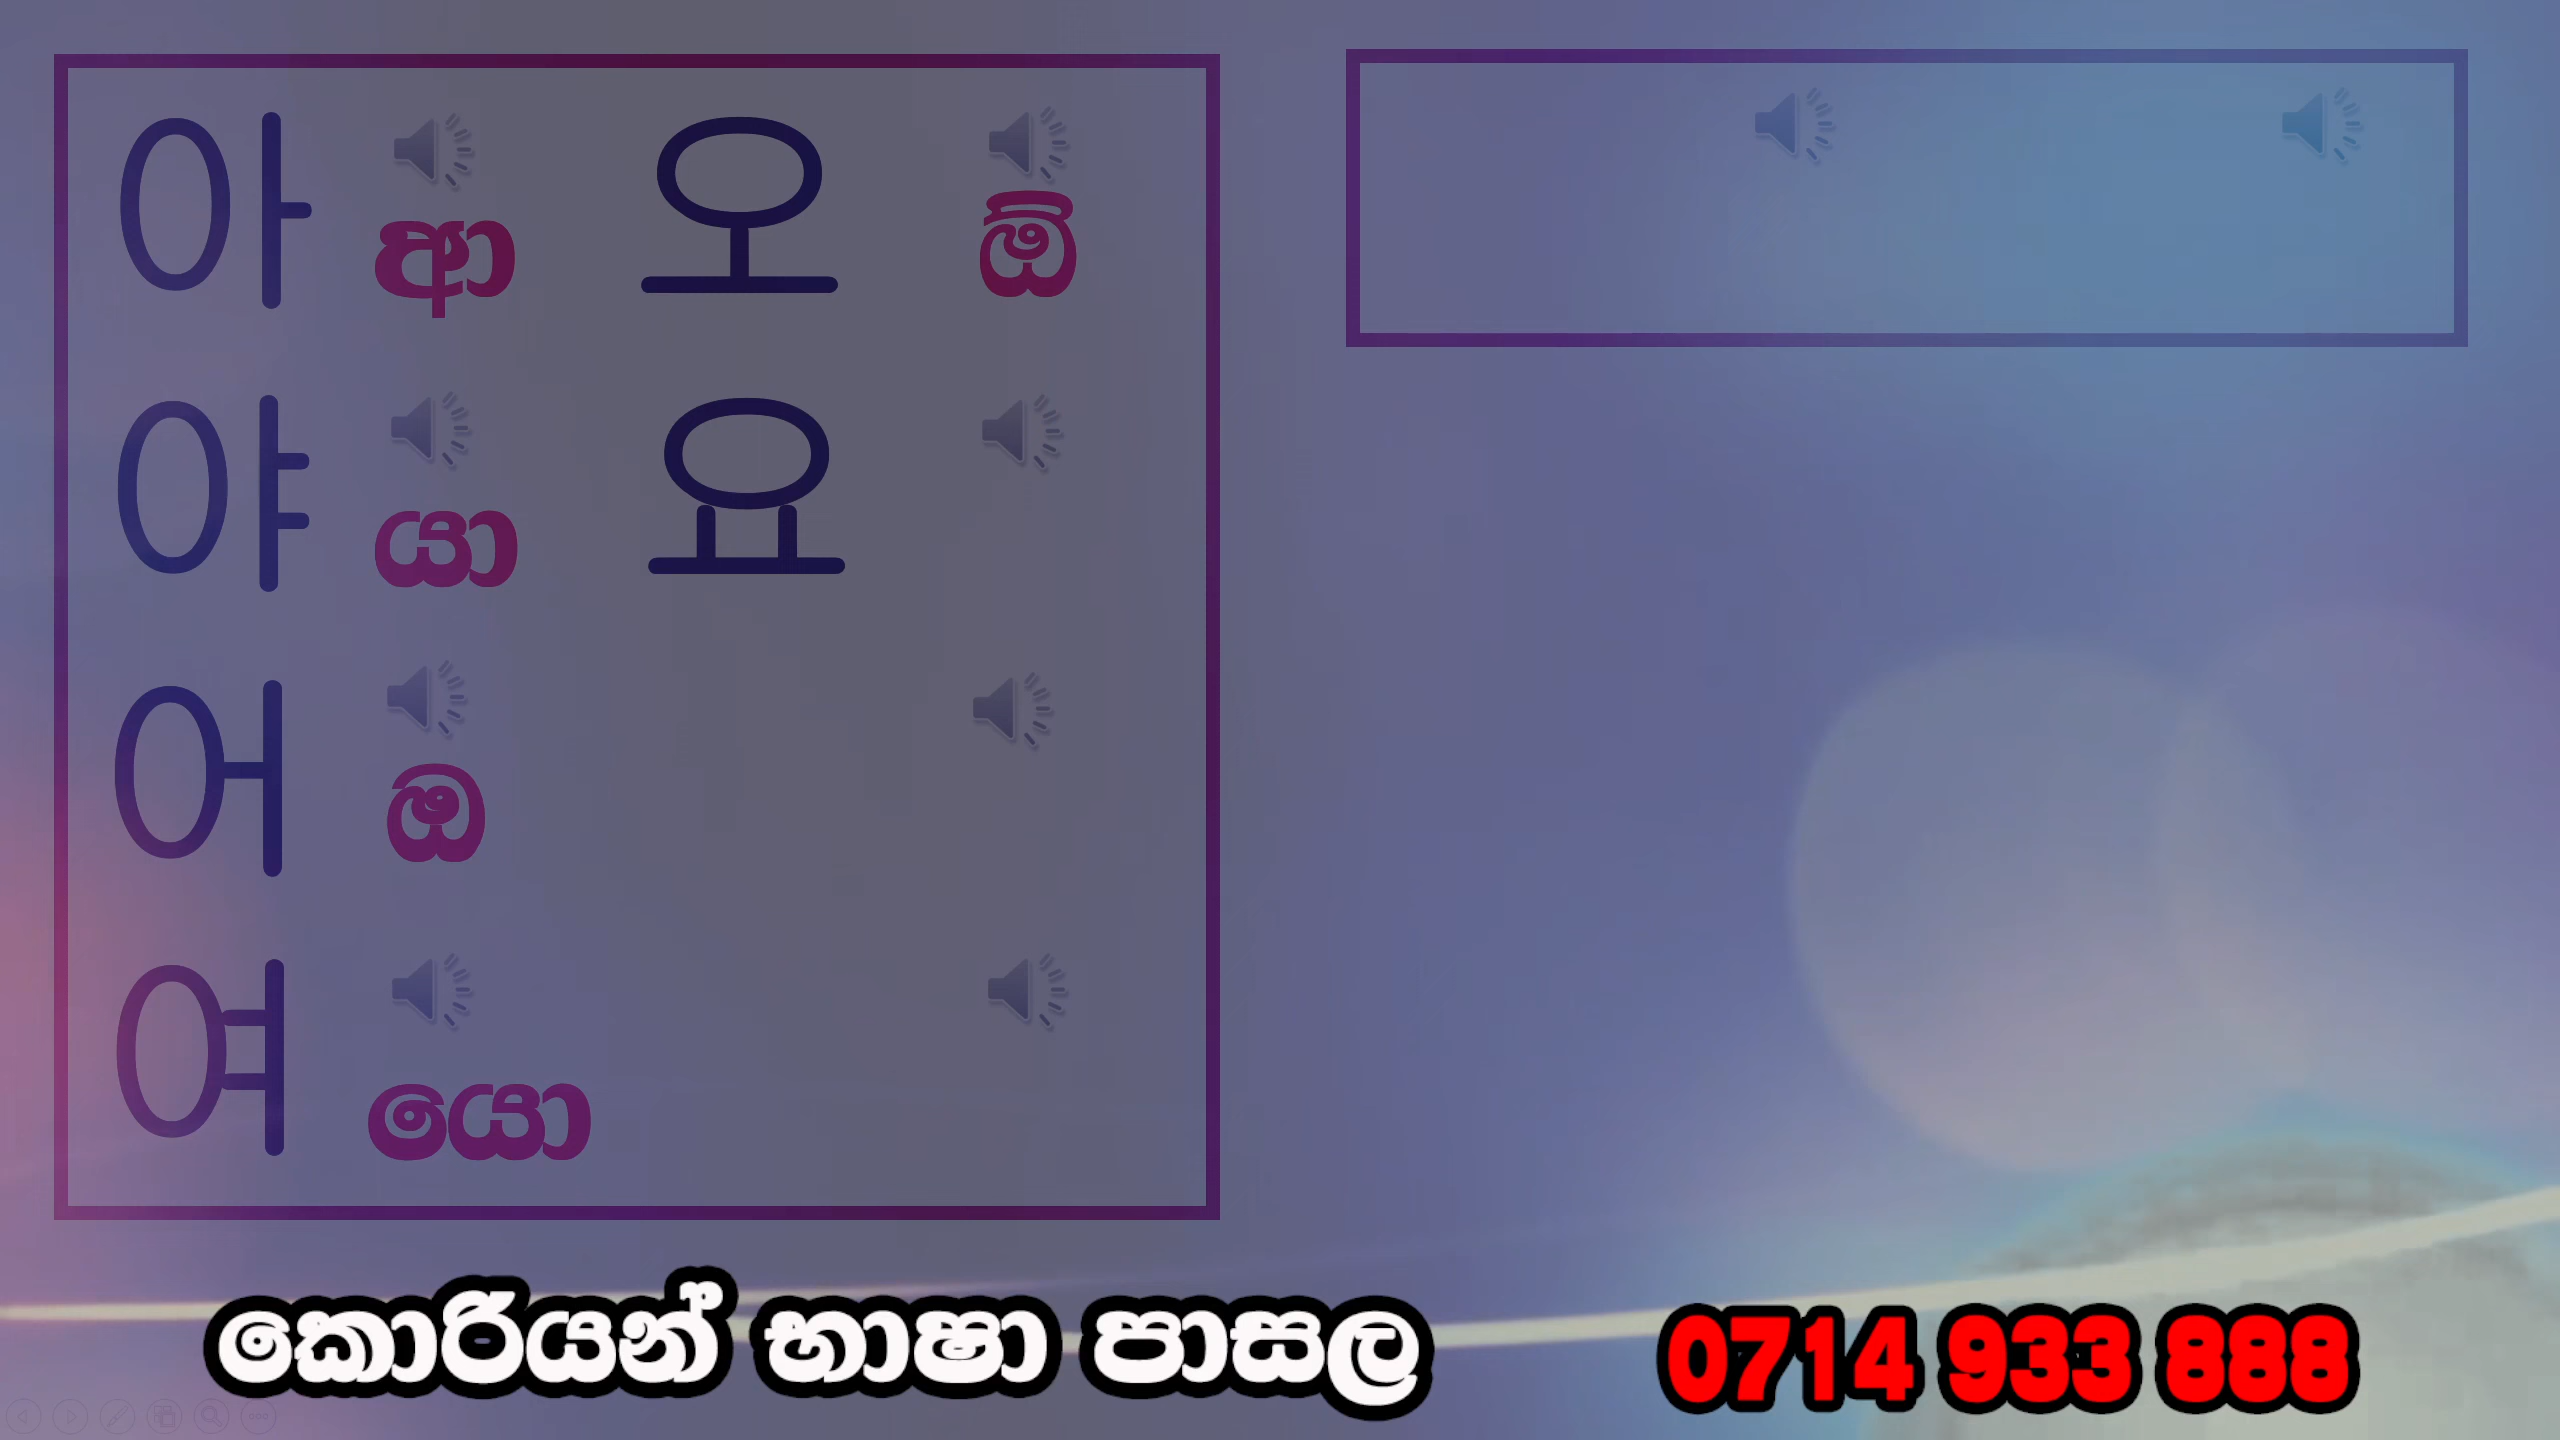 아 ආ 오 ඕ
야 යා 요
어 ඔ
여 යො
කොරියන් භාෂා පාසල 0714 933 888